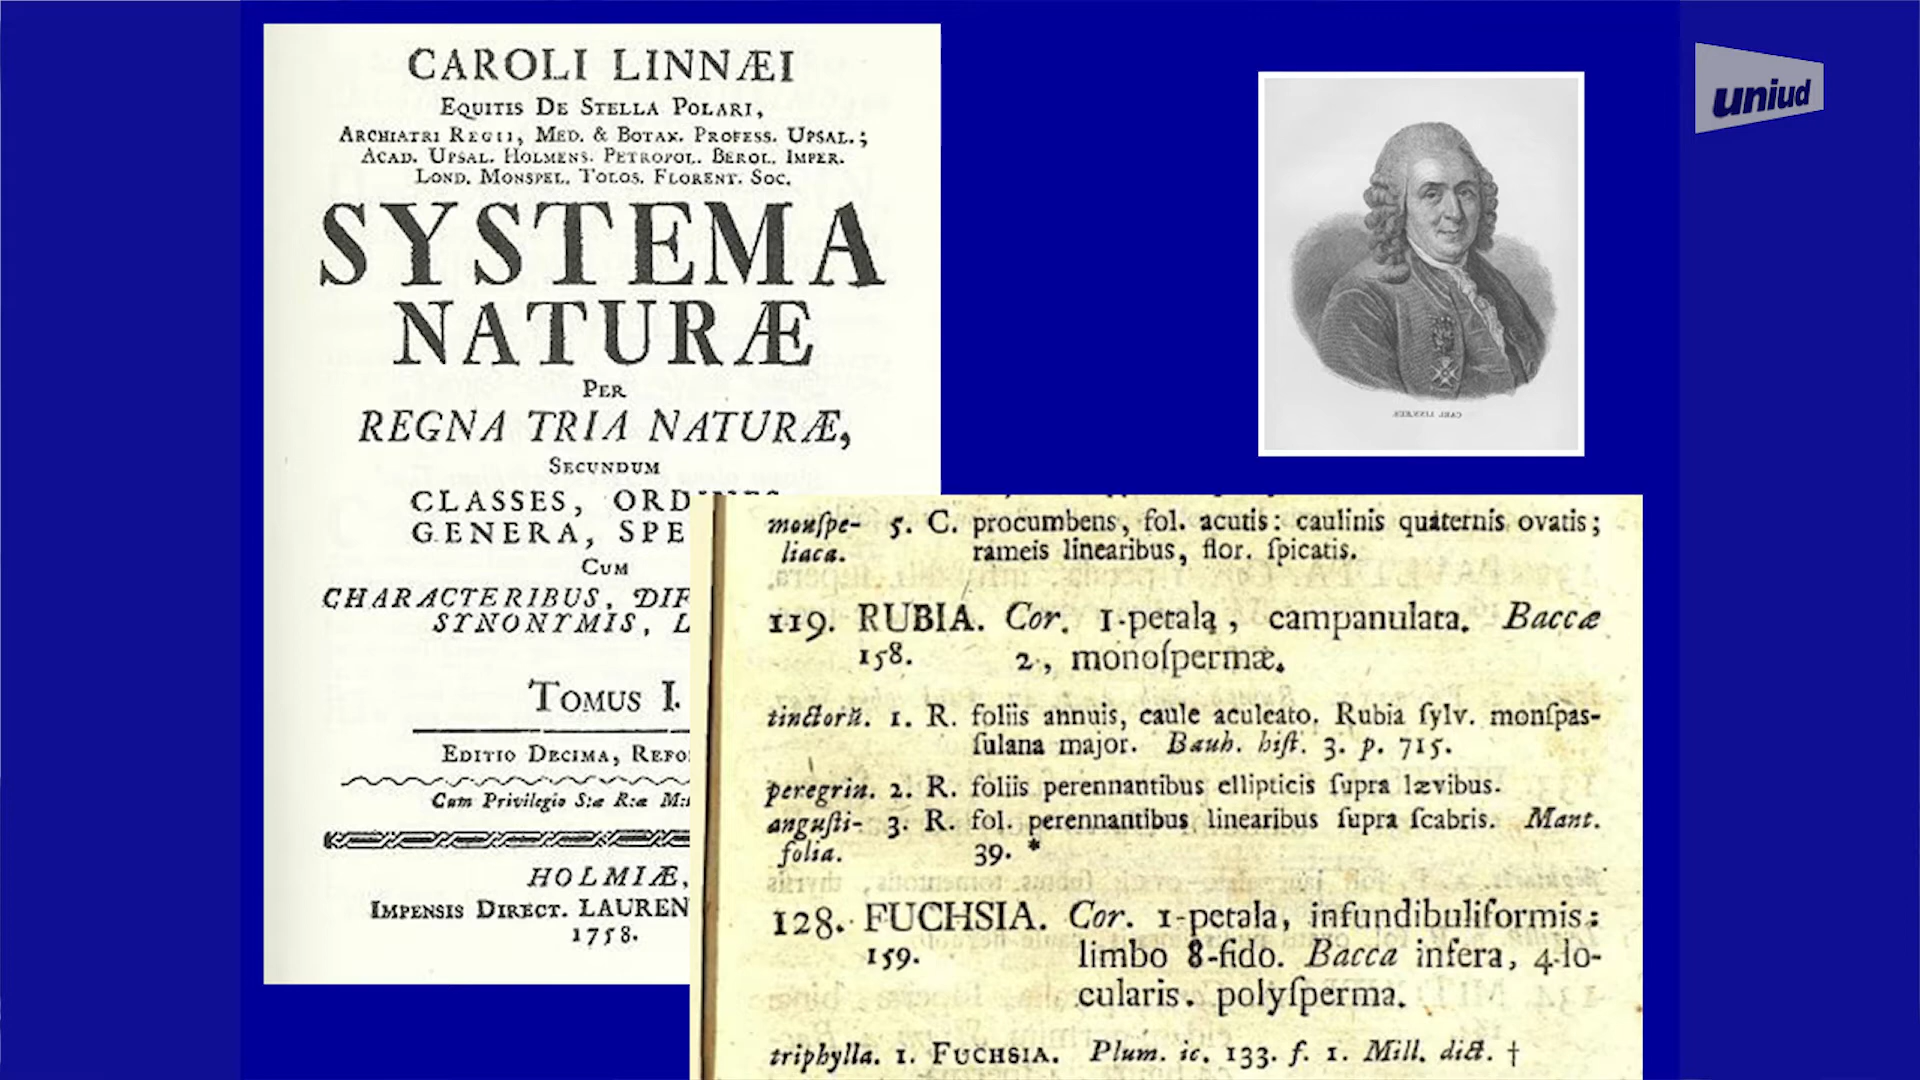 CAROLI LINNÆI
EQUITIS DE STELLA POLARI,
ARCHIATRI REGII, MED. & BOTAN. PROFESS. UPSAL.;
ACAD. UPSAL. HOLMENS. PETROPOL. BEROL. IMPER.
LOND. MONSPEL. TOLOS. FLORENT. SOC.
SYSTEMA
NATURÆ
PER
REGNA TRIA NATURÆ,
SECUNDUM
CLASSES, ORDINES
GENERA, SPE
CUM
CHARACTERIBUS, DIF
SYNONYMIS, L
TOMUS I.
EDITIO DECIMA, REFO
Cum Privilegio S:æ R:æ M:
HOLMIÆ,
IMPENSIS DIRECT. LAUREN
1758.
uniud
CARL LINNAEUS.
monſpe- 5. C. procumbens, fol. acutis: caulinis quaternis ovatis;
liaca. rameis linearibus, flor. ſpicatis.
119. RUBIA. Cor. 1-petala, campanulata. Baccæ
158. 2, monoſpermæ.
tinctorū. 1. R. foliis annuis, caule aculeato. Rubia ſylv. monſpas-
ſulana major. Bauh. hiſt. 3. p. 715.
peregrin. 2. R. foliis perennantibus ellipticis ſupra lævibus.
anguſti- 3. R. fol. perennantibus linearibus ſupra ſcabris. Mant.
folia. 39. *
128. FUCHSIA. Cor. 1-petala, infundibuliformis:
159. limbo 8-fido. Bacca infera, 4-lo-
cularis. polyſperma.
triphylla. 1. FUCHSIA. Plum. ic. 133. f. 1. Mill. dict. †